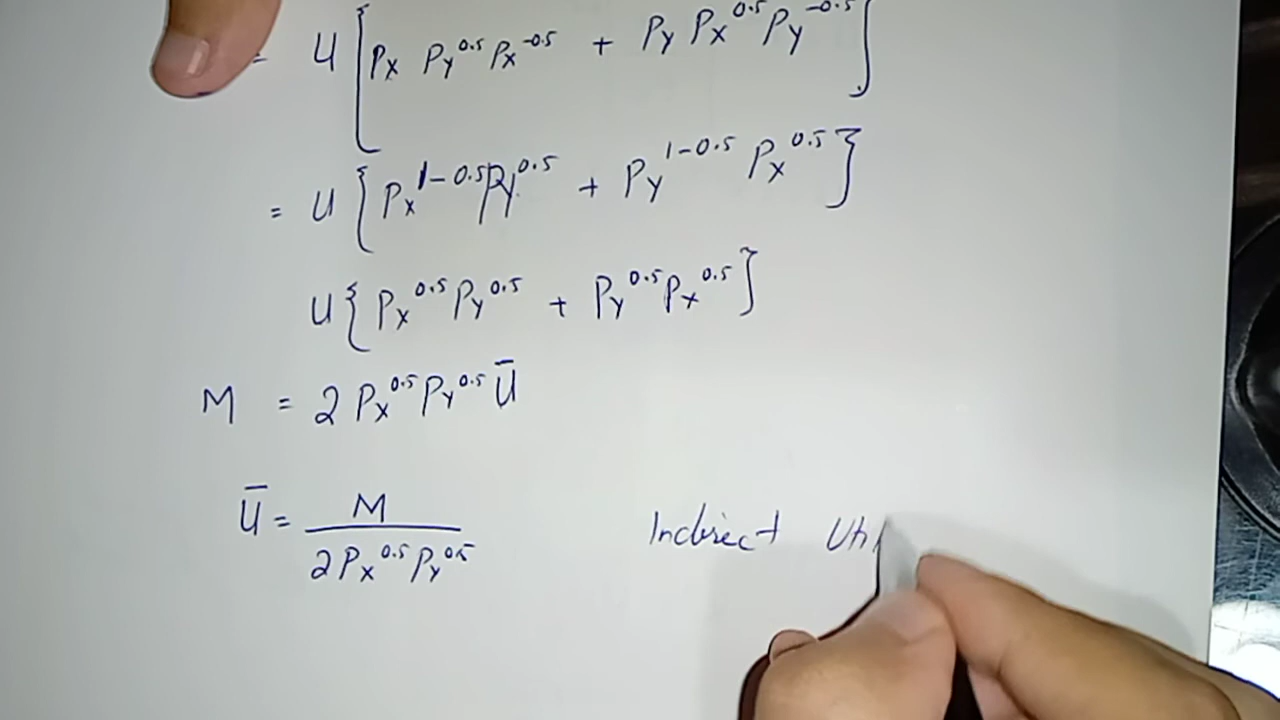 = U [ Px Py^0.5 Px^-0.5 + Py Px^0.5 Py^-0.5 ]
= U { Px^1-0.5 Py^0.5 + Py^1-0.5 Px^0.5 }
U { Px^0.5 Py^0.5 + Py^0.5 Px^0.5 }
M = 2 Px^0.5 Py^0.5 Ū
Ū = M / 2 Px^0.5 Py^0.5
Indirect